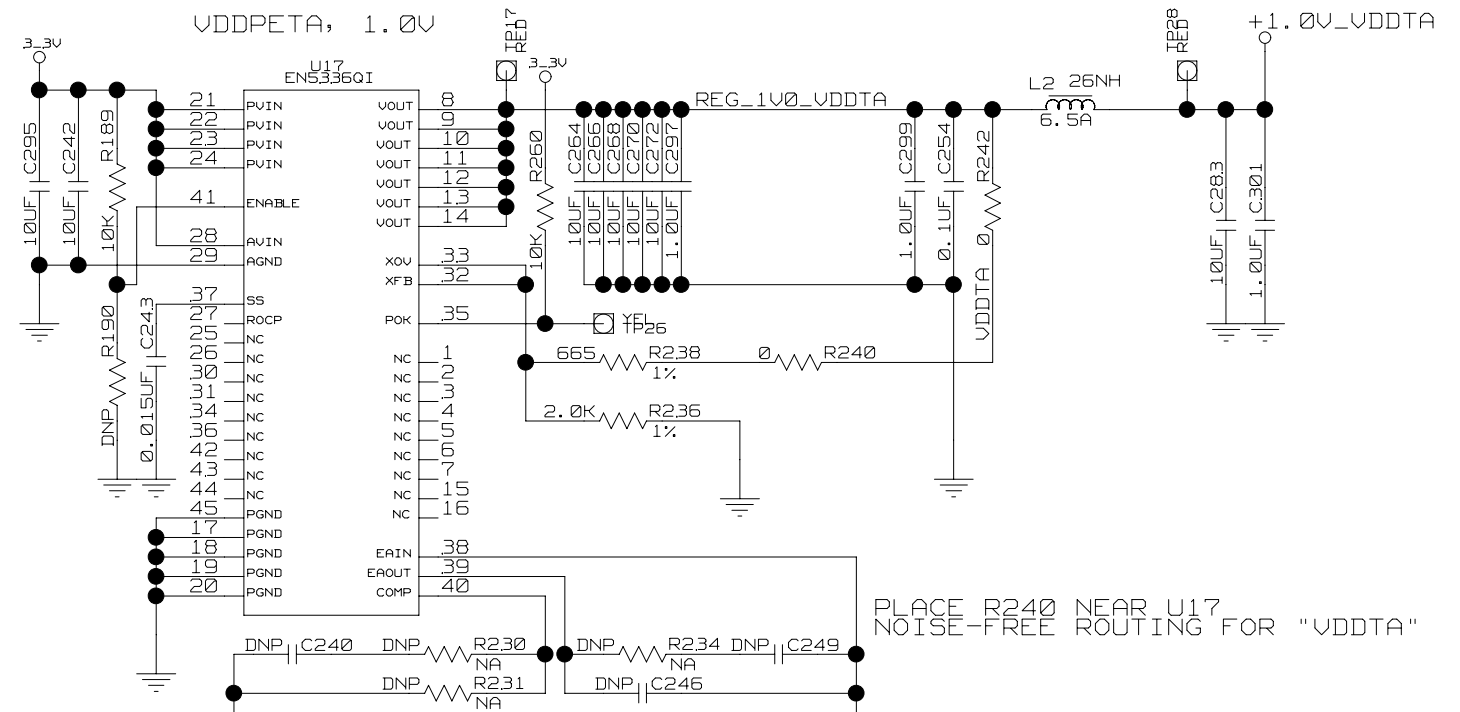 VDDPETA, 1.0V
3_3V
U17
EN5336QI
TP17
RED
3_3V
TP28
RED
+1.0V_VDDTA
C295
10UF
C242
10UF
R189
10K
21 PVIN
22 PVIN
23 PVIN
24 PVIN
41 ENABLE
28 AVIN
29 AGND
37 SS
27 ROCP
25 NC
26 NC
30 NC
31 NC
34 NC
36 NC
42 NC
43 NC
44 NC
45 PGND
17 PGND
18 PGND
19 PGND
20 PGND
R190
DNP
C243
0.015UF
VOUT 8
VOUT 9
VOUT 10
VOUT 11
VOUT 12
VOUT 13
VOUT 14
XOV 33
XFB 32
POK 35
NC 1
NC 2
NC 3
NC 4
NC 5
NC 6
NC 7
NC 15
NC 16
EAIN 38
EAOUT 39
COMP 40
R260
10K
C264
10UF
C266
10UF
C268
10UF
C270
10UF
C272
10UF
C297
1.0UF
REG_1V0_VDDTA
C299
1.0UF
C254
0.1UF
R242
0
VDDTA
L2 26NH
6.5A
C283
10UF
C301
1.0UF
YEL
TP26
665 R238
1%
0 R240
2.0K R236
1%
PLACE R240 NEAR U17
NOISE-FREE ROUTING FOR "VDDTA"
DNP C240
DNP R230
NA
DNP R234
NA
DNP C249
DNP R231
NA
DNP C246